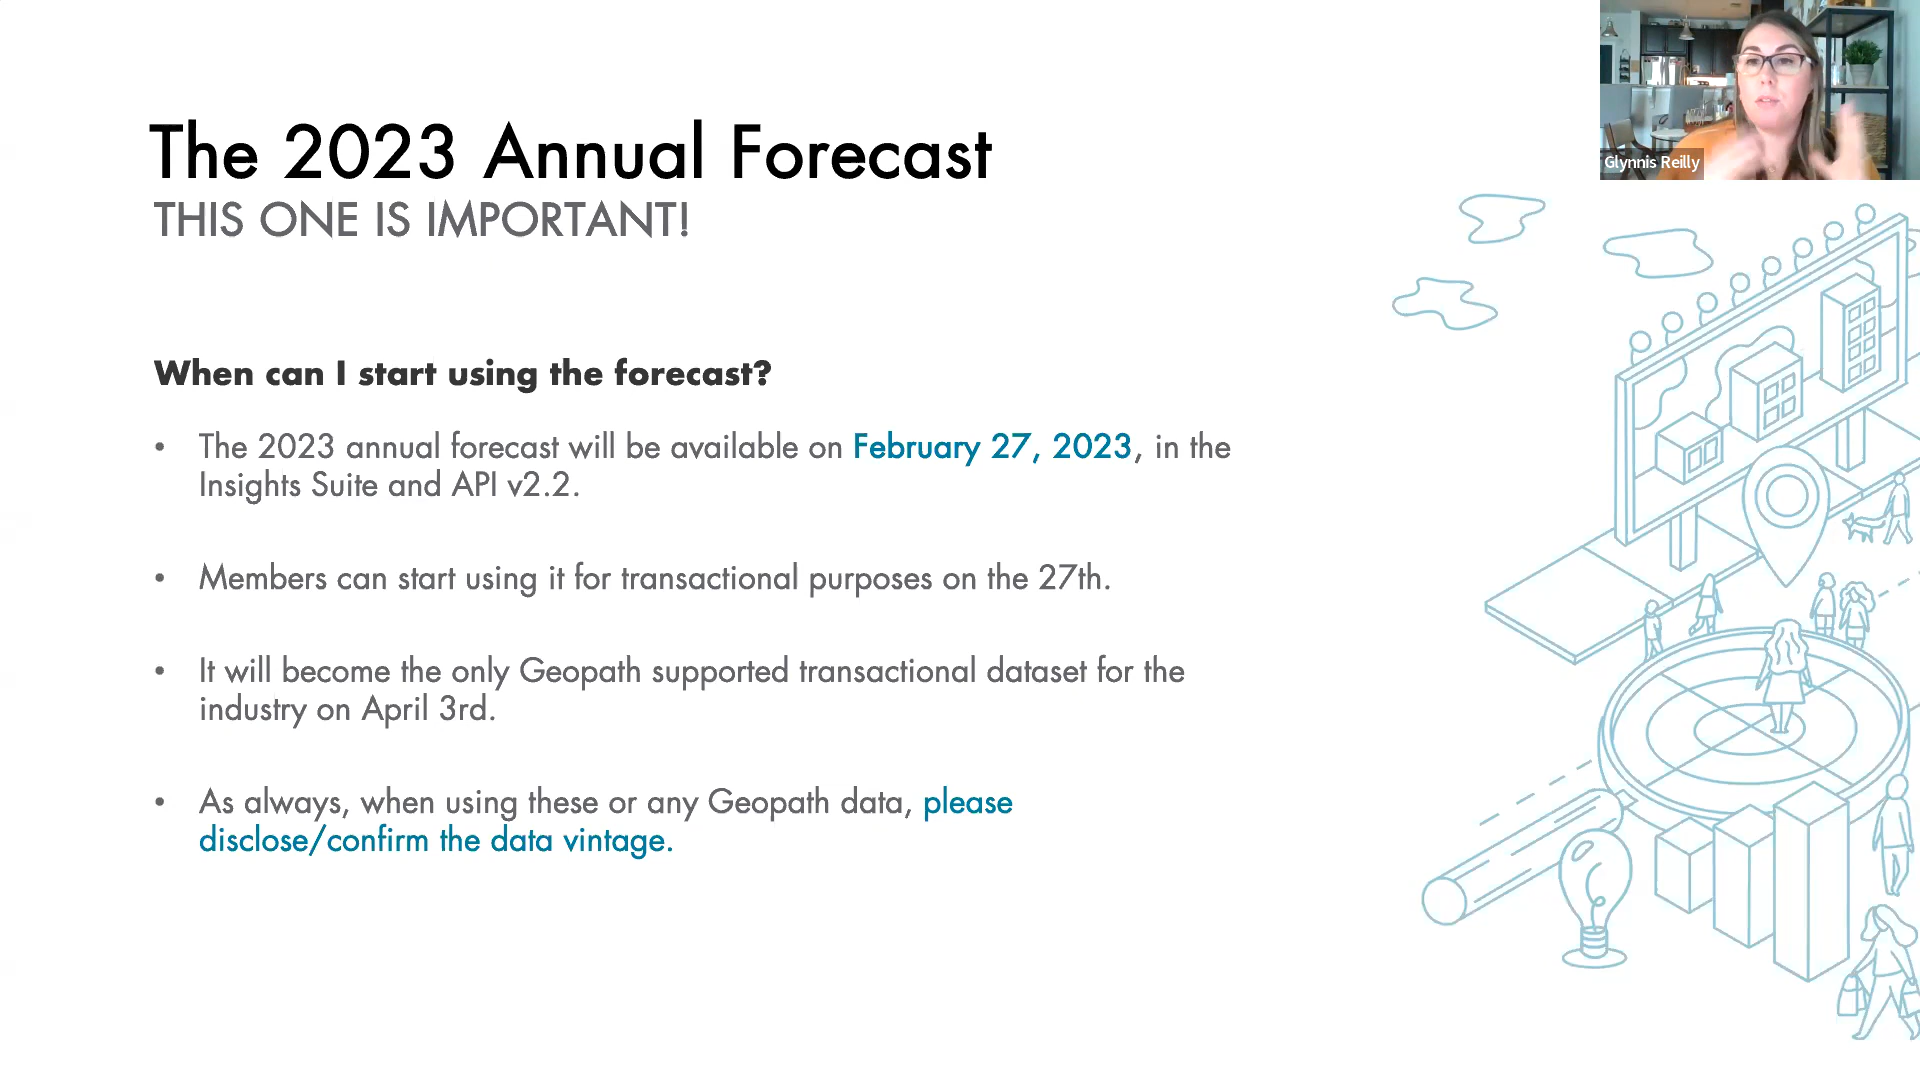 Glynnis Reilly
The 2023 Annual Forecast
THIS ONE IS IMPORTANT!
When can I start using the forecast?
• The 2023 annual forecast will be available on February 27, 2023, in the
Insights Suite and API v2.2.
• Members can start using it for transactional purposes on the 27th.
• It will become the only Geopath supported transactional dataset for the
industry on April 3rd.
• As always, when using these or any Geopath data, please
disclose/confirm the data vintage.